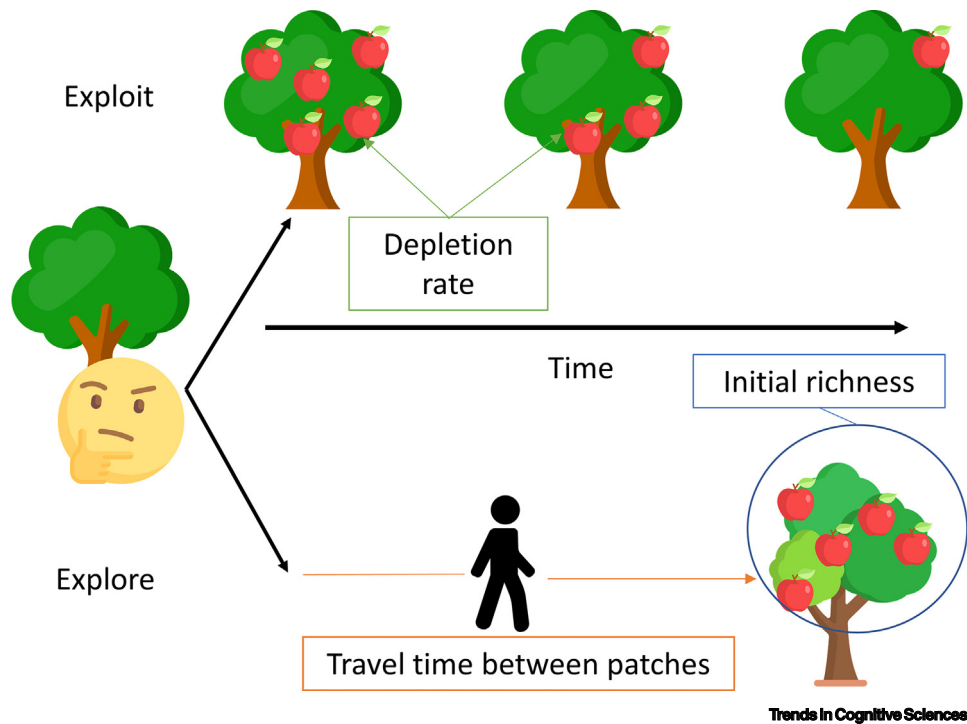 Exploit
Depletion
rate
Time
Initial richness
Explore
Travel time between patches
Trends in Cognitive Sciences